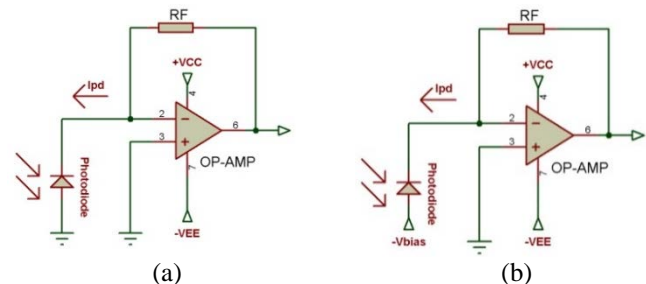 RF
+VCC
Ipd
4
2
6
3
OP-AMP
7
Photodiode
-VEE
(a)
RF
+VCC
Ipd
4
2
6
3
OP-AMP
7
Photodiode
-Vbias
-VEE
(b)